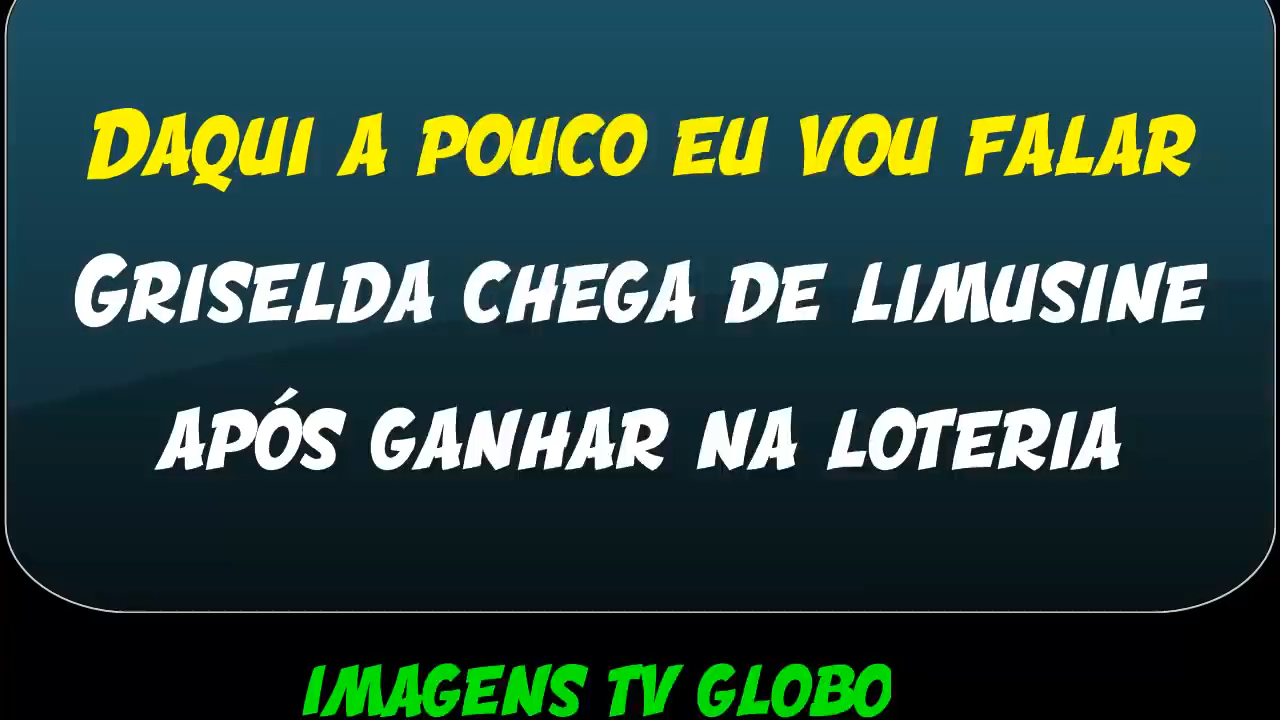 Daqui a pouco eu vou falar
Griselda chega de limusine
após ganhar na loteria
IMAGENS TV GLOBO